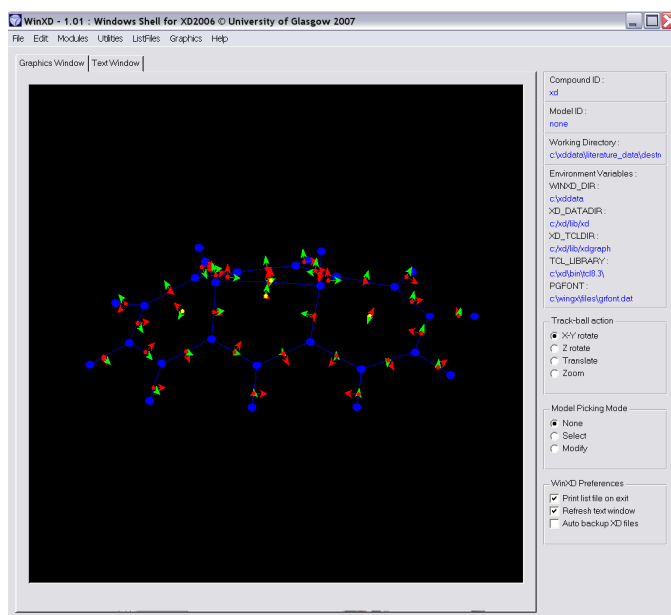 WinXD - 1.01 : Windows Shell for XD2006 © University of Glasgow 2007
File Edit Modules Utilities ListFiles Graphics Help
Graphics Window Text Window
Compound ID :
xd
Model ID :
none
Working Directory :
c:\xddata\literature_data\destro
Environment Variables :
WINXD_DIR :
c:\xddata
XD_DATADIR :
c:/xd/lib/xd
XD_TCLDIR :
c:/xd/lib/xdgraph
TCL_LIBRARY :
c:\xd\bin\tcl8.3\
PGFONT :
c:\wingx\files\grfont.dat
Track-ball action
X-Y rotate
Z rotate
Translate
Zoom
Model Picking Mode
None
Select
Modify
WinXD Preferences
Print list file on exit
Refresh text window
Auto backup XD files